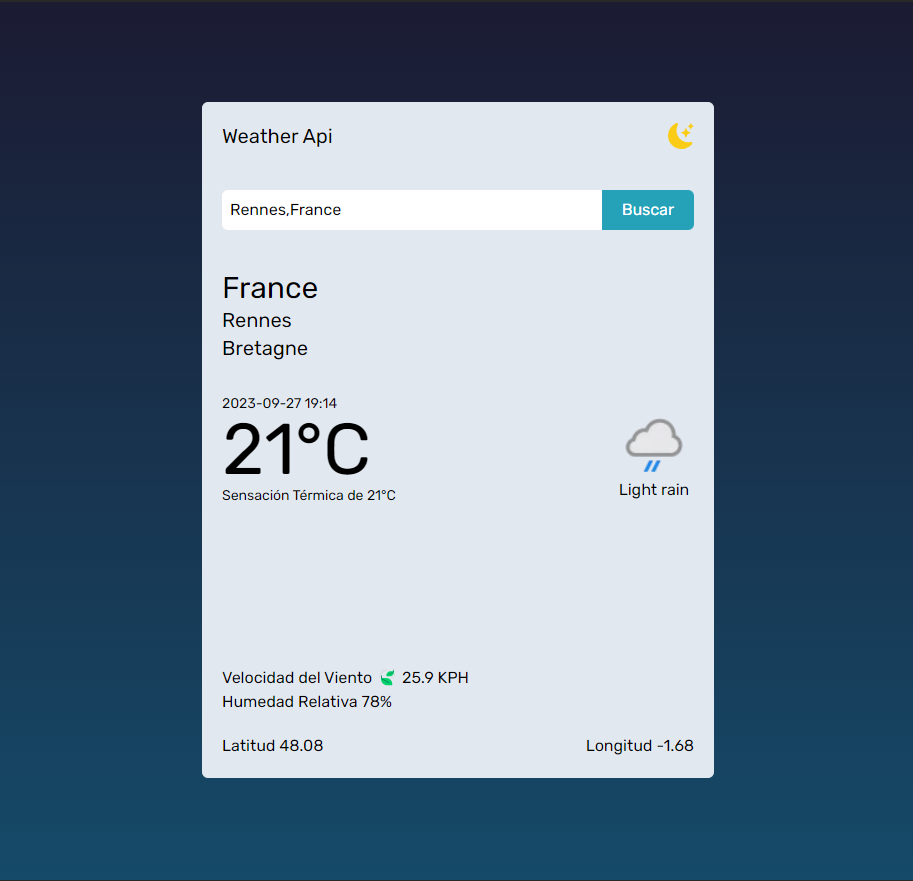 Weather Api
Rennes,France
Buscar
France
Rennes
Bretagne
2023-09-27 19:14
21°C
Sensación Térmica de 21°C
Light rain
Velocidad del Viento 25.9 KPH
Humedad Relativa 78%
Latitud 48.08
Longitud -1.68